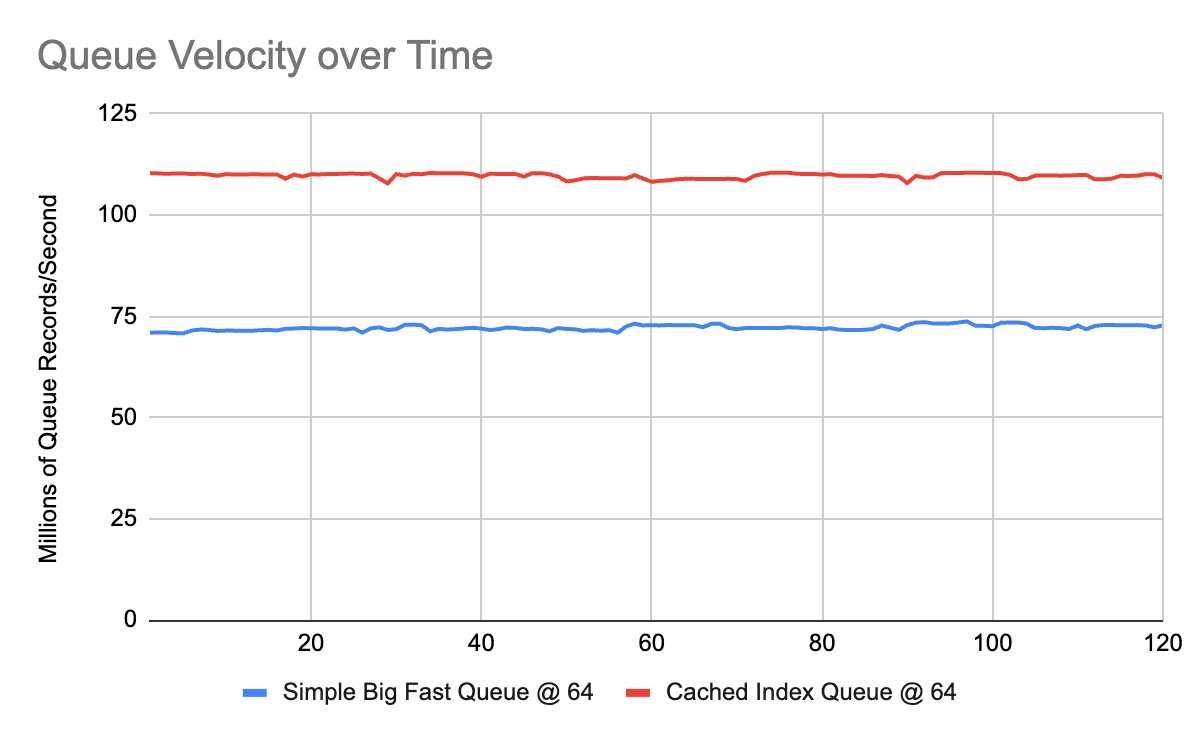 Queue Velocity over Time
Millions of Queue Records/Second
125
100
75
50
25
0
20 40 60 80 100 120
Simple Big Fast Queue @ 64 Cached Index Queue @ 64